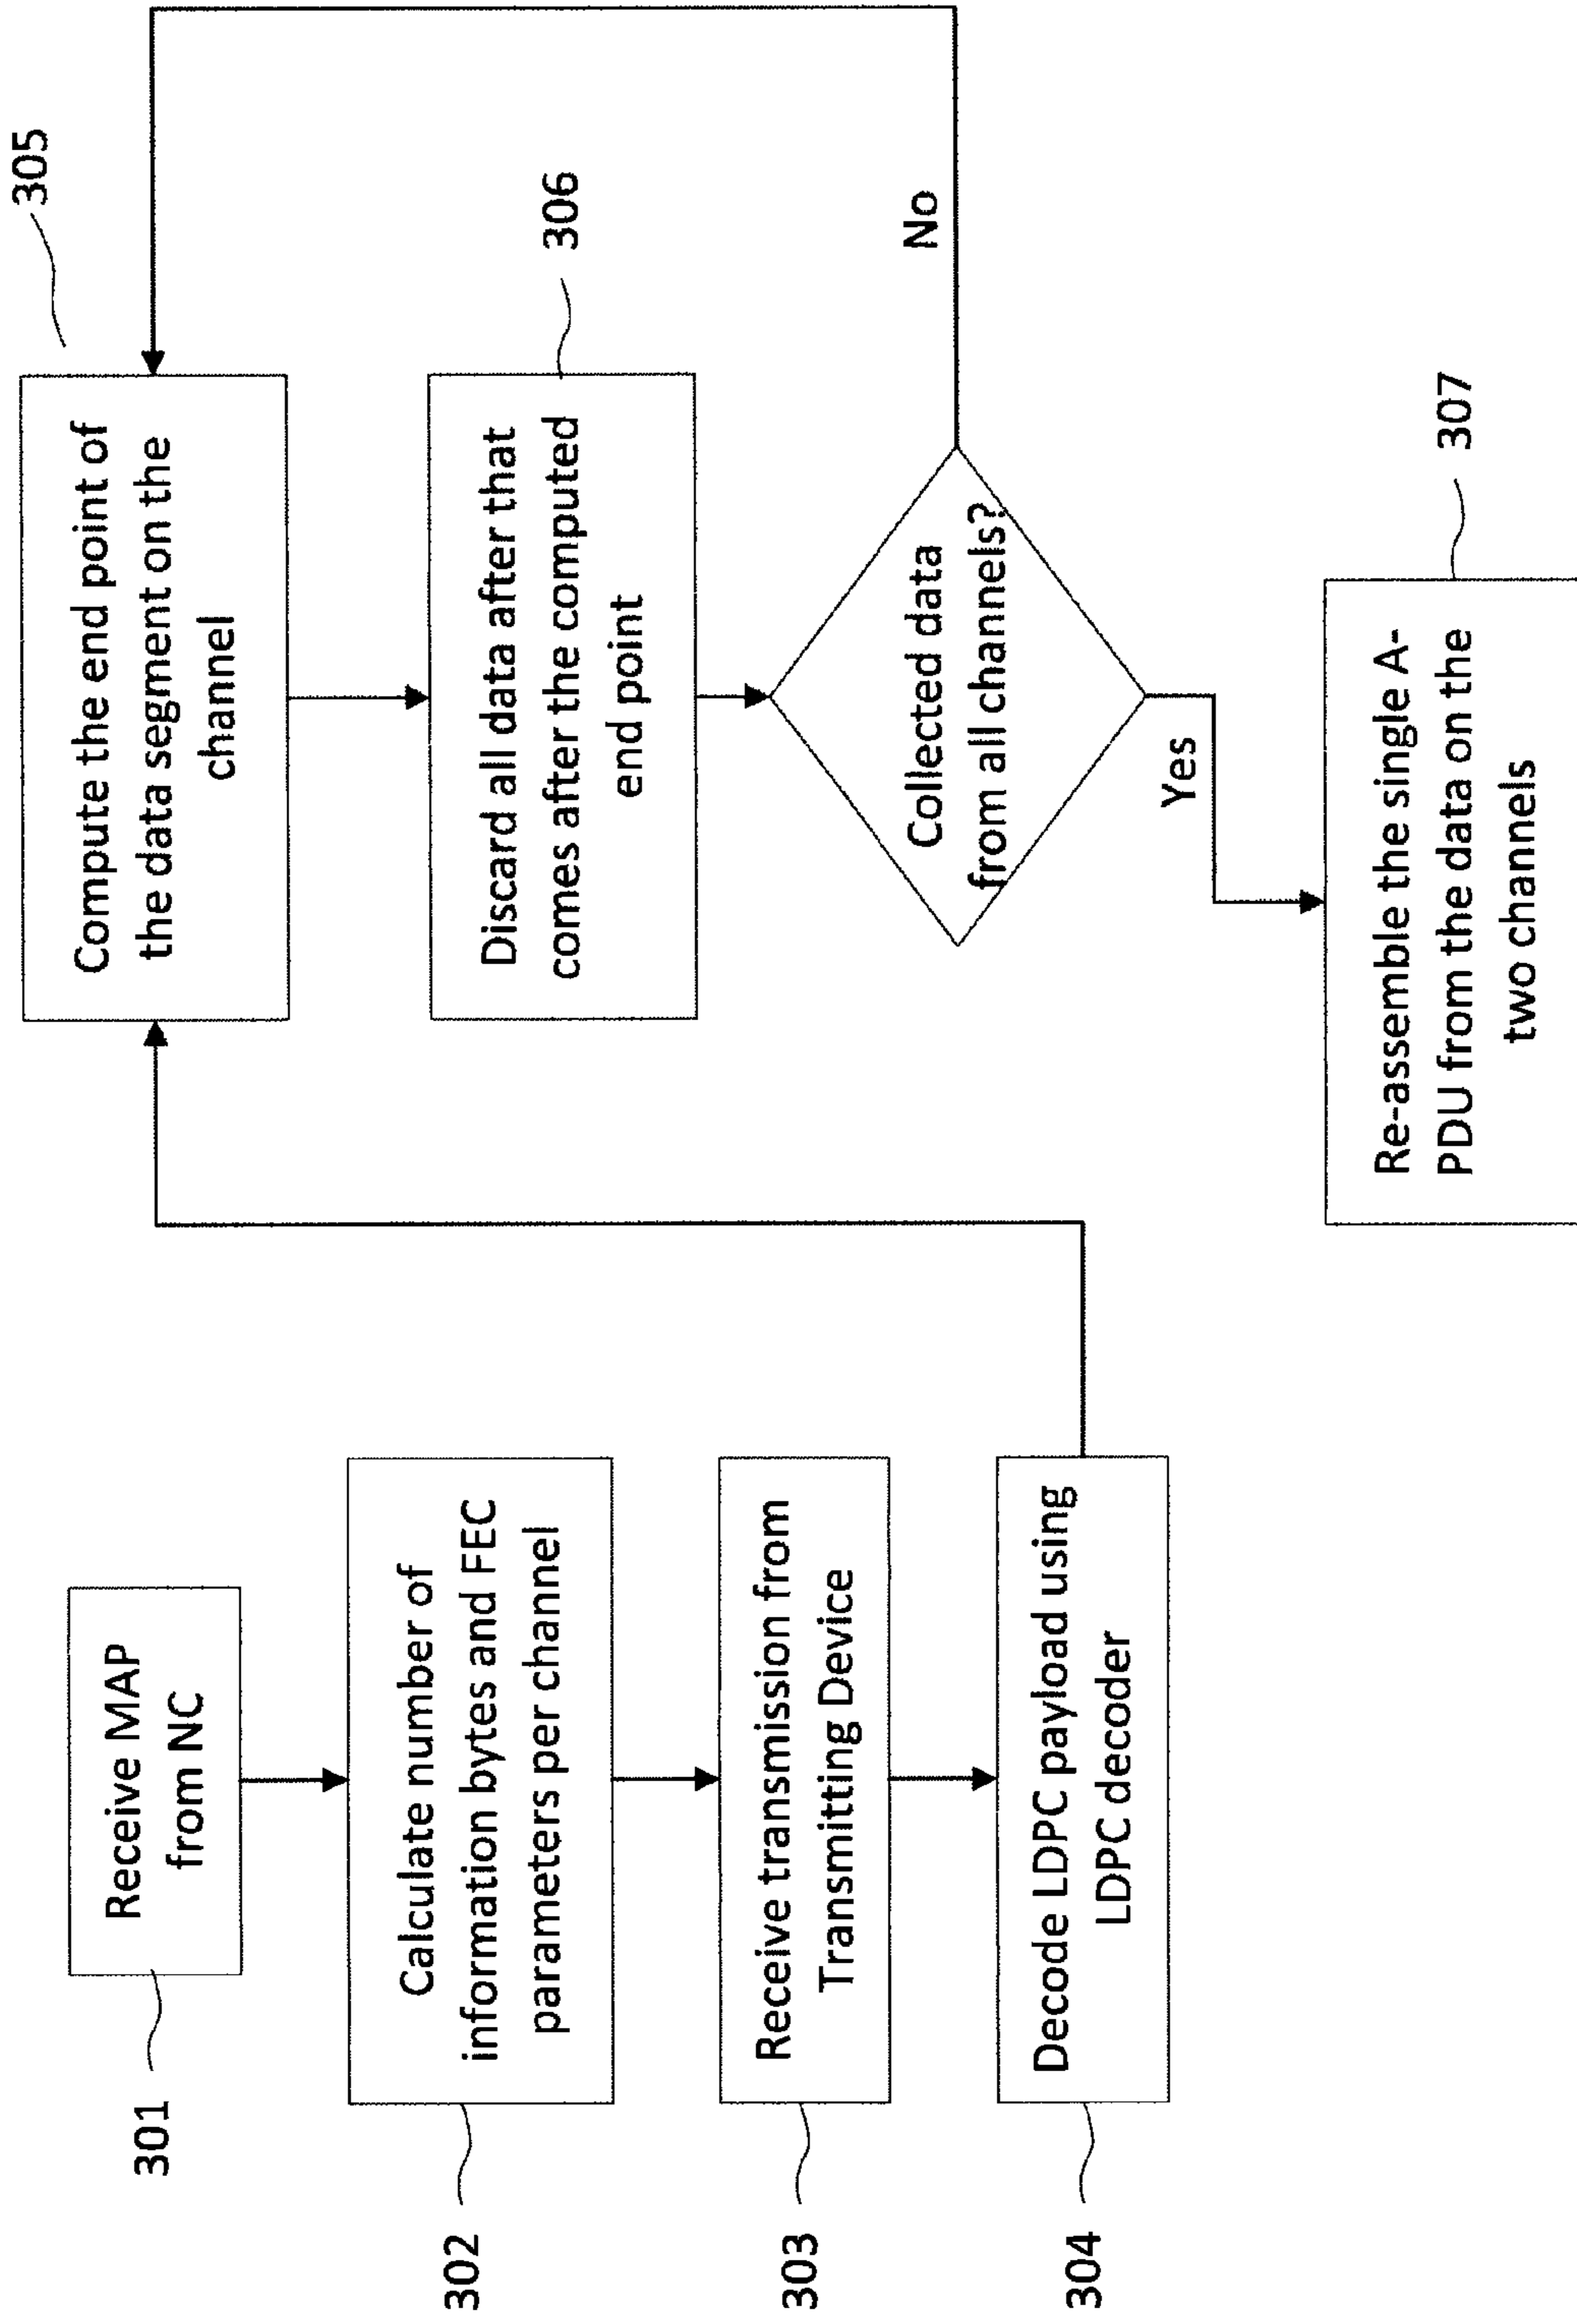 301
Receive MAP
from NC
302
Calculate number of
information bytes and FEC
parameters per channel
303
Receive transmission from
Transmitting Device
304
Decode LDPC payload using
LDPC decoder
305
Compute the end point of
the data segment on the
channel
306
Discard all data after that
comes after the computed
end point
Collected data
from all channels?
No
Yes
307
Re-assemble the single A-
PDU from the data on the
two channels